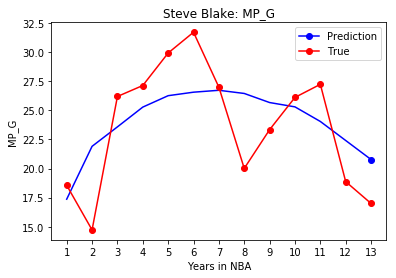 Steve Blake: MP_G
Prediction
True
32.5
30.0
27.5
25.0
22.5
20.0
17.5
15.0
MP_G
1 2 3 4 5 6 7 8 9 10 11 12 13
Years in NBA